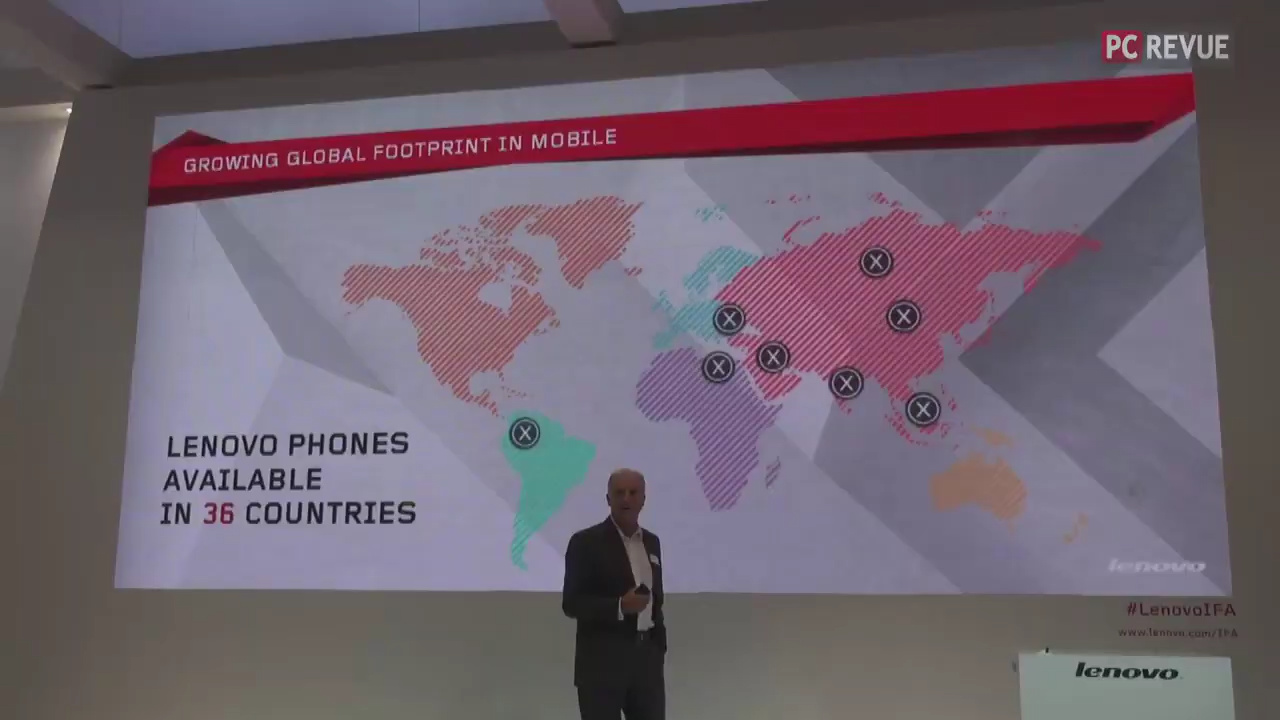 PC REVUE
GROWING GLOBAL FOOTPRINT IN MOBILE
X
X
X
X
X
X
X
X
LENOVO PHONES
AVAILABLE
IN 36 COUNTRIES
lenovo
#LenovoIFA
www.lenovo.com/IFA
lenovo